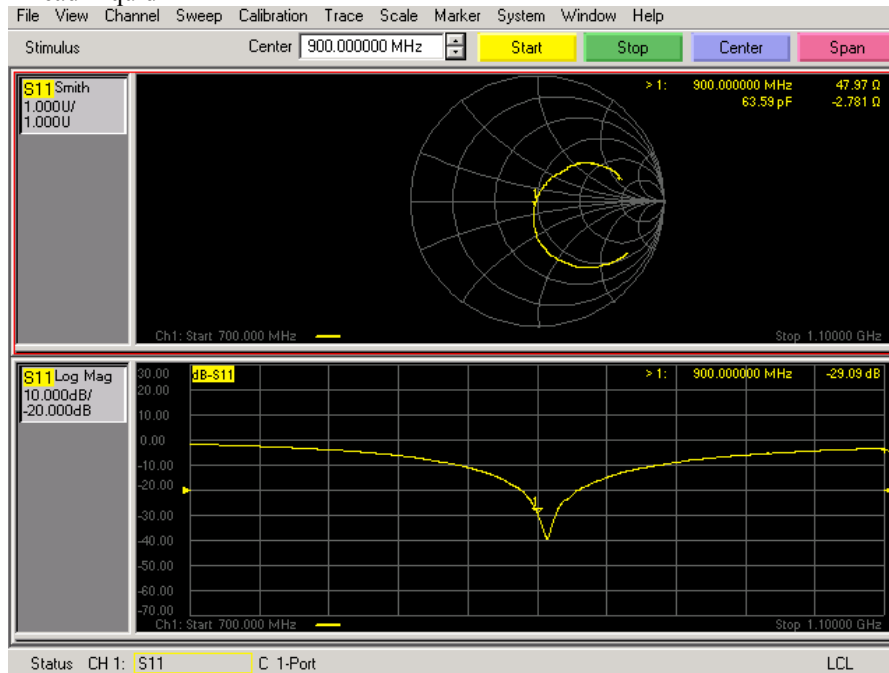 File View Channel Sweep Calibration Trace Scale Marker System Window Help
Stimulus Center 900.000000 MHz Start Stop Center Span
S11 Smith
1.000U/
1.000U
> 1: 900.000000 MHz 47.97 Ω
63.59 pF -2.781 Ω
1
Ch1: Start 700.000 MHz Stop 1.10000 GHz
S11 Log Mag
10.000dB/
-20.000dB
dB-S11
> 1: 900.000000 MHz -29.09 dB
30.00
20.00
10.00
0.00
-10.00
-20.00
-30.00
-40.00
-50.00
-60.00
-70.00
1
Ch1: Start 700.000 MHz Stop 1.10000 GHz
Status CH 1: S11 C 1-Port LCL